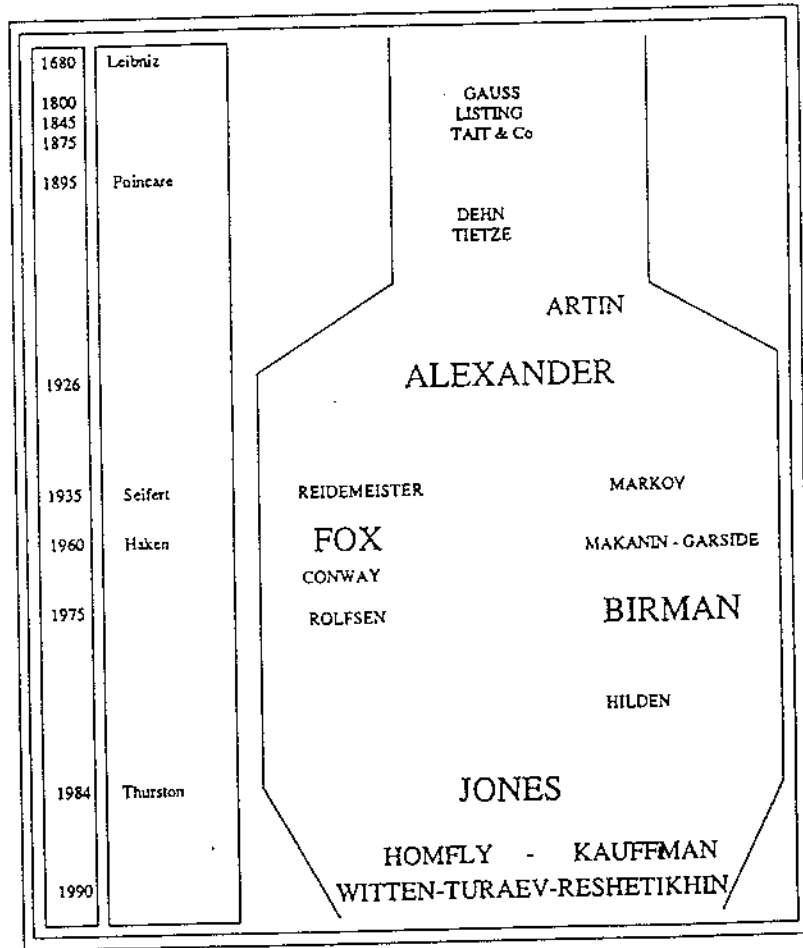 1680 Leibniz
GAUSS
1800
LISTING
1845
TAIT & Co
1875
1895 Poincare
DEHN
TIETZE
ARTIN
ALEXANDER
1926
1935 Seifert REIDEMEISTER MARKOV
1960 Haken FOX MAKANIN - GARSIDE
CONWAY
1975 ROLFSEN BIRMAN
HILDEN
1984 Thurston JONES
HOMFLY - KAUFFMAN
1990 WITTEN-TURAEV-RESHETIKHIN